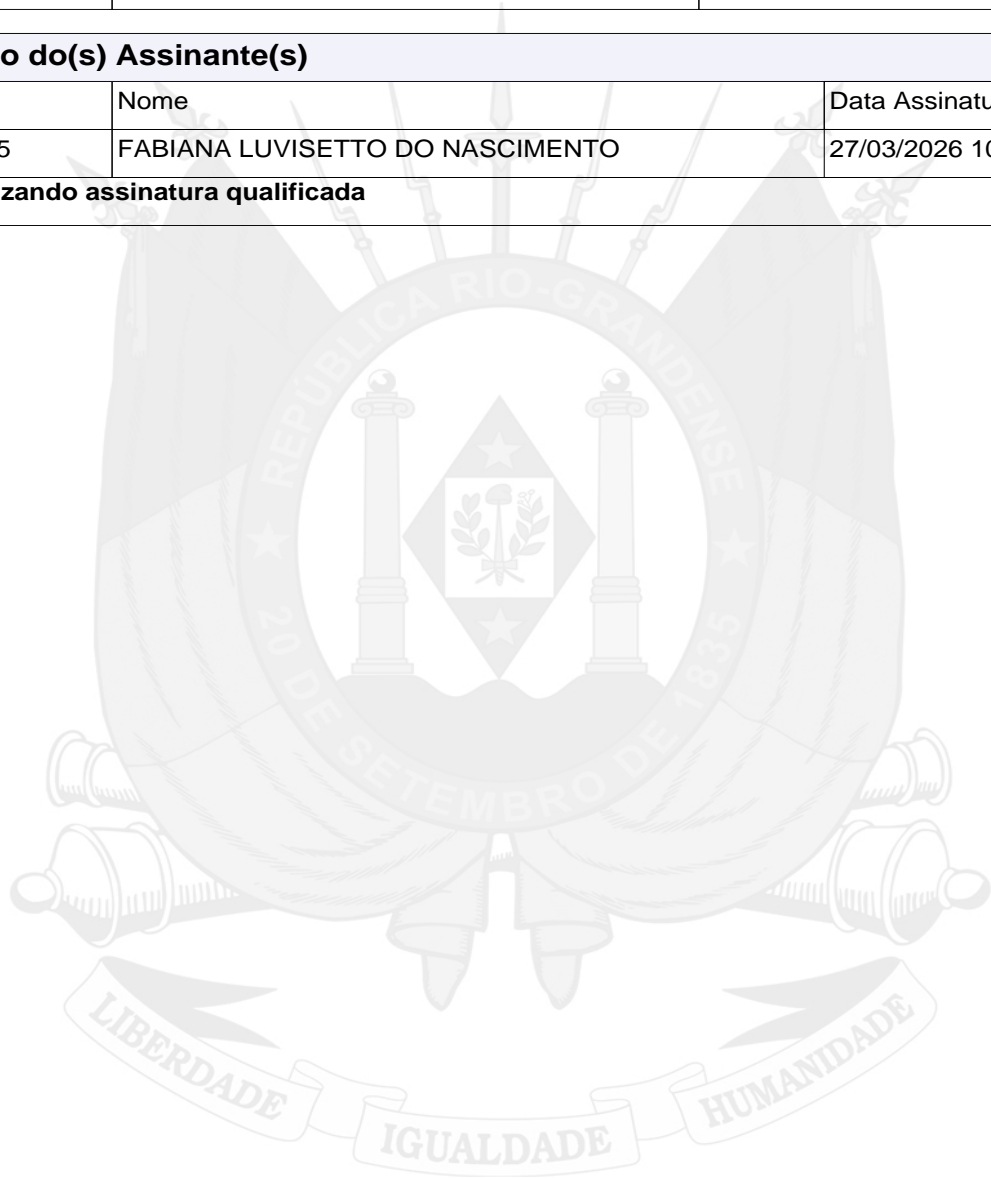 o do(s) Assinante(s)
Nome Data Assinatu
5 FABIANA LUVISETTO DO NASCIMENTO 27/03/2026 10
zando assinatura qualificada
REPÚBLICA RIO-GRANDENSE
20 DE SETEMBRO DE 1835
LIBERDADE IGUALDADE HUMANIDADE